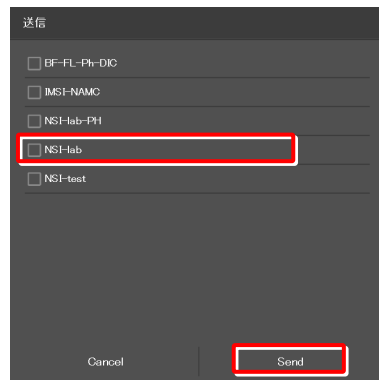 送信
BF-FL-Ph-DIC
IMSI-NAMC
NSI-lab-PH
NSI-lab
NSI-test
Cancel
Send